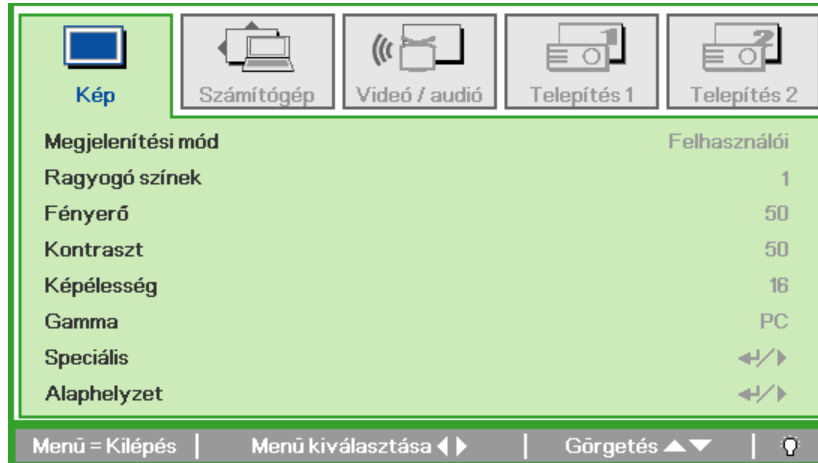 Kép
Számítógép
Videó / audió
Telepítés 1
Telepítés 2
Megjelenítési mód Felhasználói
Ragyogó színek 1
Fényerő 50
Kontraszt 50
Képélesség 16
Gamma PC
Speciális
Alaphelyzet
Menü = Kilépés | Menü kiválasztása | Görgetés |